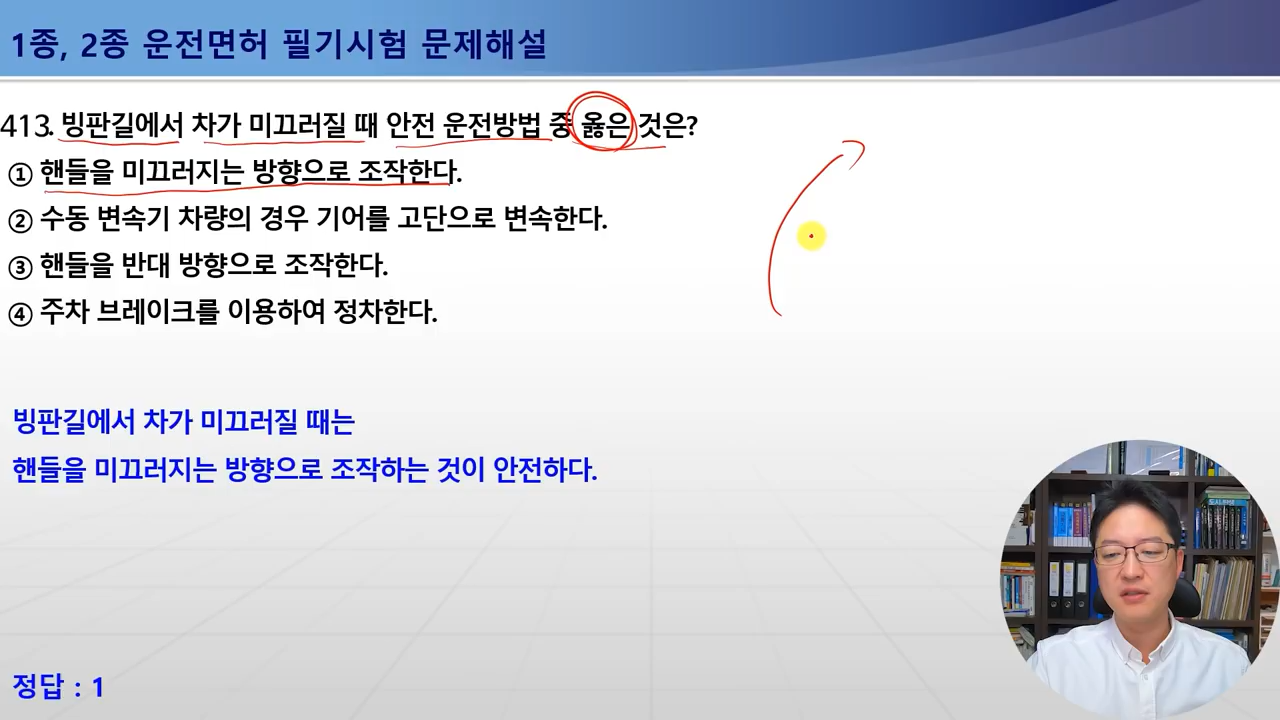 1종, 2종 운전면허 필기시험 문제해설
413. 빙판길에서 차가 미끄러질 때 안전 운전방법 중 옳은 것은?
① 핸들을 미끄러지는 방향으로 조작한다.
② 수동 변속기 차량의 경우 기어를 고단으로 변속한다.
③ 핸들을 반대 방향으로 조작한다.
④ 주차 브레이크를 이용하여 정차한다.
빙판길에서 차가 미끄러질 때는
핸들을 미끄러지는 방향으로 조작하는 것이 안전하다.
정답 : 1